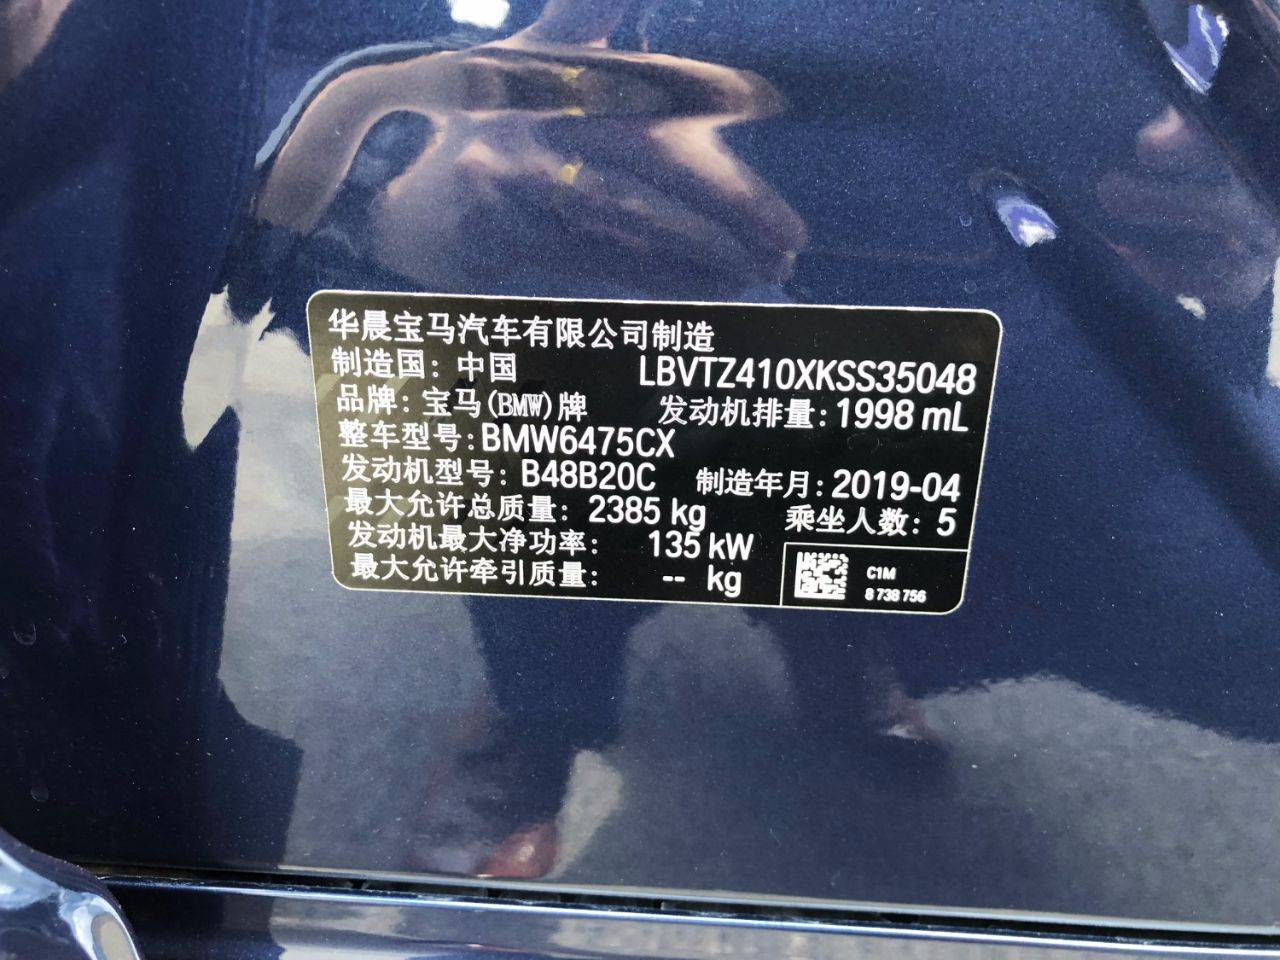 华晨宝马汽车有限公司制造
制造国：中国 LBVTZ410XKSS35048
品牌：宝马(BMW)牌 发动机排量：1998 mL
整车型号：BMW6475CX
发动机型号：B48B20C 制造年月：2019-04
最大允许总质量：2385 kg 乘坐人数：5
发动机最大净功率：135 kW
最大允许牵引质量：-- kg
C1M
8 738 756